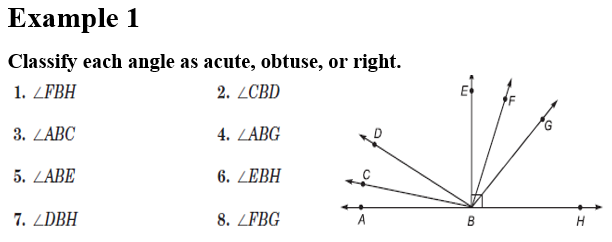 Example 1
Classify each angle as acute, obtuse, or right.
1. ∠FBH
2. ∠CBD
3. ∠ABC
4. ∠ABG
5. ∠ABE
6. ∠EBH
7. ∠DBH
8. ∠FBG
E
F
G
D
C
A
B
H